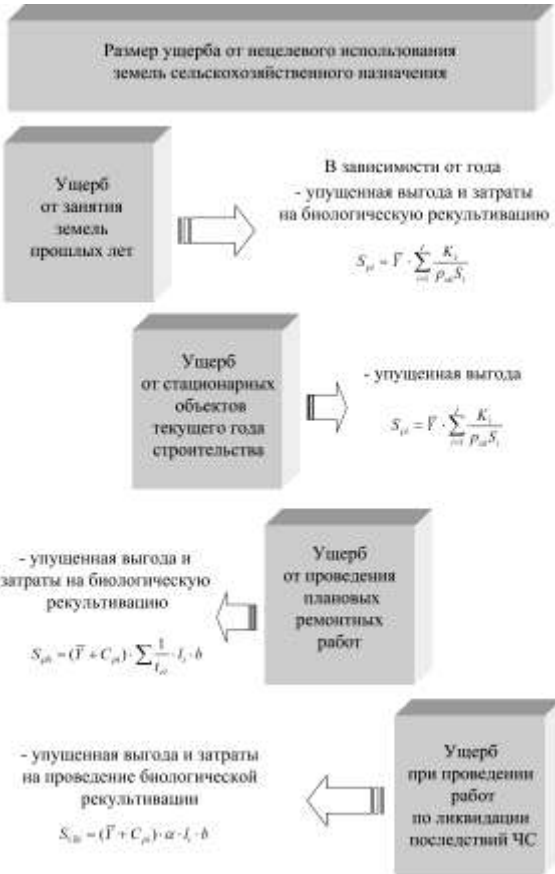 Размер ущерба от нецелевого использования
земель сельскохозяйственного назначения
Ущерб
от занятия
земель
прошлых лет
В зависимости от года
- упущенная выгода и затраты
на биологическую рекультивацию
Ущерб
от стационарных
объектов
текущего года
строительства
- упущенная выгода
- упущенная выгода и
затраты на биологическую
рекультивацию
Ущерб
от проведения
плановых
ремонтных
работ
- упущенная выгода и затраты
на проведение биологической
рекультивации
Ущерб
при проведении
работ
по ликвидации
последствий ЧС